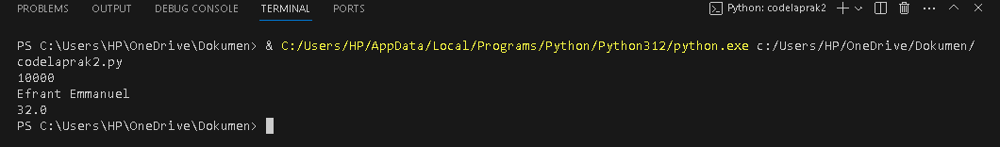 PROBLEMS OUTPUT DEBUG CONSOLE TERMINAL PORTS Python: codelaprak2
PS C:\Users\HP\OneDrive\Dokumen> & C:/Users/HP/AppData/Local/Programs/Python/Python312/python.exe c:/Users/HP/OneDrive/Dokumen/
codelaprak2.py
10000
Efrant Emmanuel
32.0
PS C:\Users\HP\OneDrive\Dokumen>